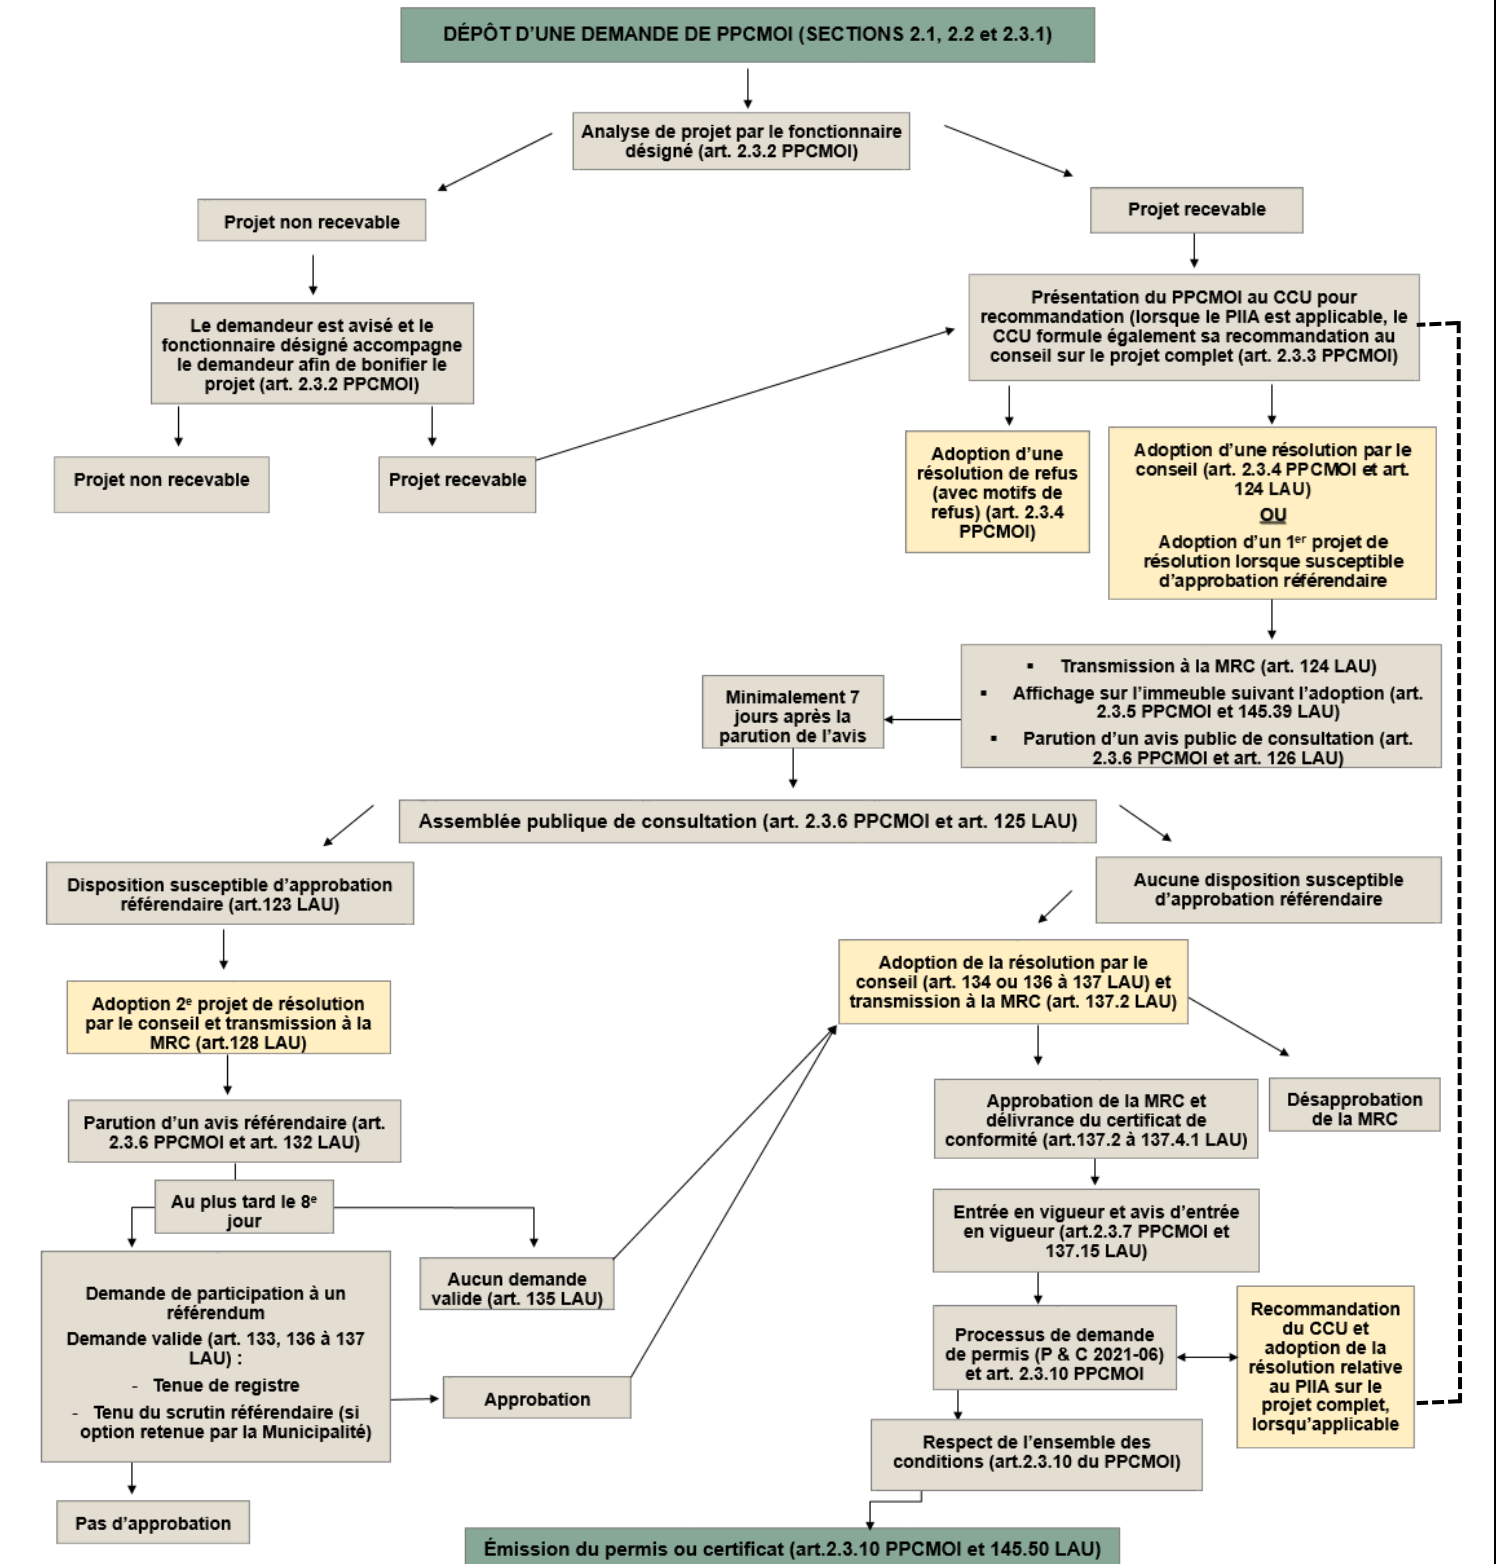 DÉPÔT D'UNE DEMANDE DE PPCMOI (SECTIONS 2.1, 2.2 et 2.3.1)
Analyse de projet par le fonctionnaire
désigné (art. 2.3.2 PPCMOI)
Projet non recevable
Projet recevable
Le demandeur est avisé et le
fonctionnaire désigné accompagne
le demandeur afin de bonifier le
projet (art. 2.3.2 PPCMOI)
Présentation du PPCMOI au CCU pour
recommandation (lorsque le PIIA est applicable, le
CCU formule également sa recommandation au
conseil sur le projet complet (art. 2.3.3 PPCMOI)
Projet non recevable
Projet recevable
Adoption d'une
résolution de refus
(avec motifs de
refus) (art. 2.3.4
PPCMOI)
Adoption d'une résolution par le
conseil (art. 2.3.4 PPCMOI et art.
124 LAU)
OU
Adoption d'un 1er projet de
résolution lorsque susceptible
d'approbation référendaire
▪ Transmission à la MRC (art. 124 LAU)
▪ Affichage sur l'immeuble suivant l'adoption (art.
2.3.5 PPCMOI et 145.39 LAU)
▪ Parution d'un avis public de consultation (art.
2.3.6 PPCMOI et art. 126 LAU)
Minimalement 7
jours après la
parution de l'avis
Assemblée publique de consultation (art. 2.3.6 PPCMOI et art. 125 LAU)
Disposition susceptible d'approbation
référendaire (art.123 LAU)
Aucune disposition susceptible
d'approbation référendaire
Adoption 2e projet de résolution
par le conseil et transmission à la
MRC (art.128 LAU)
Adoption de la résolution par le
conseil (art. 134 ou 136 à 137 LAU) et
transmission à la MRC (art. 137.2 LAU)
Parution d'un avis référendaire (art.
2.3.6 PPCMOI et art. 132 LAU)
Approbation de la MRC et
délivrance du certificat de
conformité (art.137.2 à 137.4.1 LAU)
Désapprobation
de la MRC
Au plus tard le 8e
jour
Entrée en vigueur et avis d'entrée
en vigueur (art.2.3.7 PPCMOI et
137.15 LAU)
Demande de participation à un
référendum
Demande valide (art. 133, 136 à 137
LAU) :
- Tenue de registre
- Tenu du scrutin référendaire (si
option retenue par la Municipalité)
Aucun demande
valide (art. 135 LAU)
Approbation
Processus de demande
de permis (P & C 2021-06)
et art. 2.3.10 PPCMOI
Recommandation
du CCU et
adoption de la
résolution relative
au PIIA sur le
projet complet,
lorsqu'applicable
Respect de l'ensemble des
conditions (art.2.3.10 du PPCMOI)
Pas d'approbation
Émission du permis ou certificat (art.2.3.10 PPCMOI et 145.50 LAU)